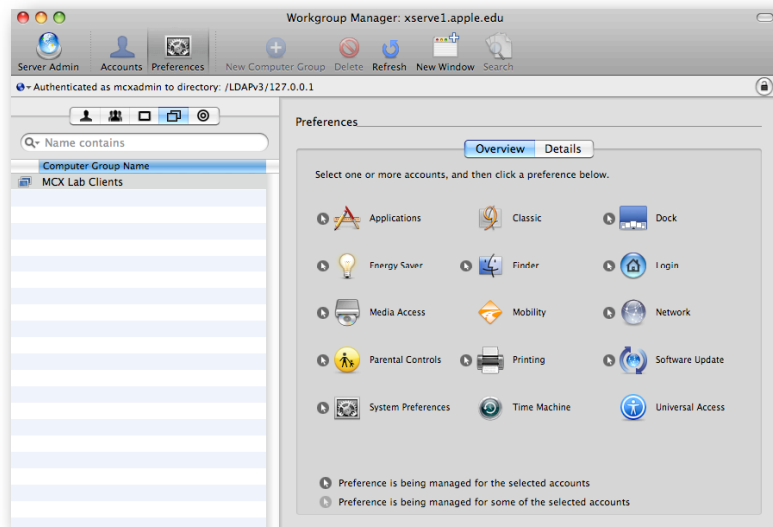 Workgroup Manager: xserve1.apple.edu
Server Admin Accounts Preferences New Computer Group Delete Refresh New Window Search
Authenticated as mcxadmin to directory: /LDAPv3/127.0.0.1
Preferences
Name contains
Overview Details
Computer Group Name
Select one or more accounts, and then click a preference below.
MCX Lab Clients
Applications Classic Dock
Energy Saver Finder Login
Media Access Mobility Network
Parental Controls Printing Software Update
System Preferences Time Machine Universal Access
Preference is being managed for the selected accounts
Preference is being managed for some of the selected accounts